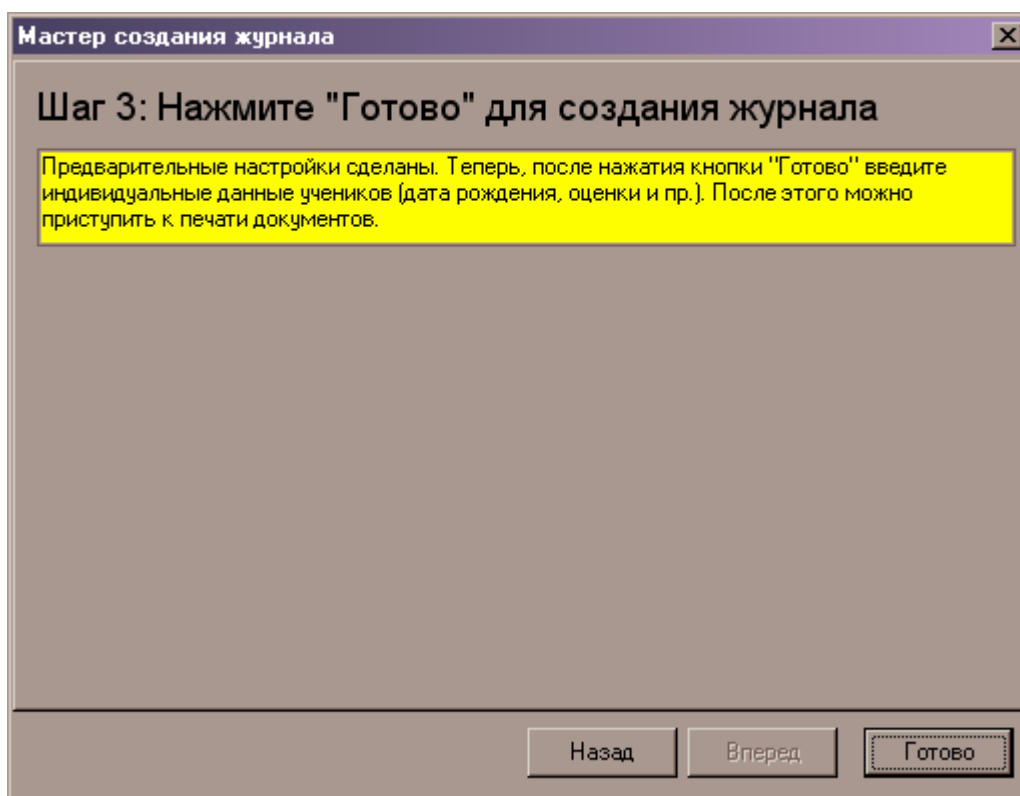 Мастер создания журнала
Шаг 3: Нажмите "Готово" для создания журнала
Предварительные настройки сделаны. Теперь, после нажатия кнопки "Готово" введите
индивидуальные данные учеников (дата рождения, оценки и пр.). После этого можно
приступить к печати документов.
Назад
Вперед
Готово